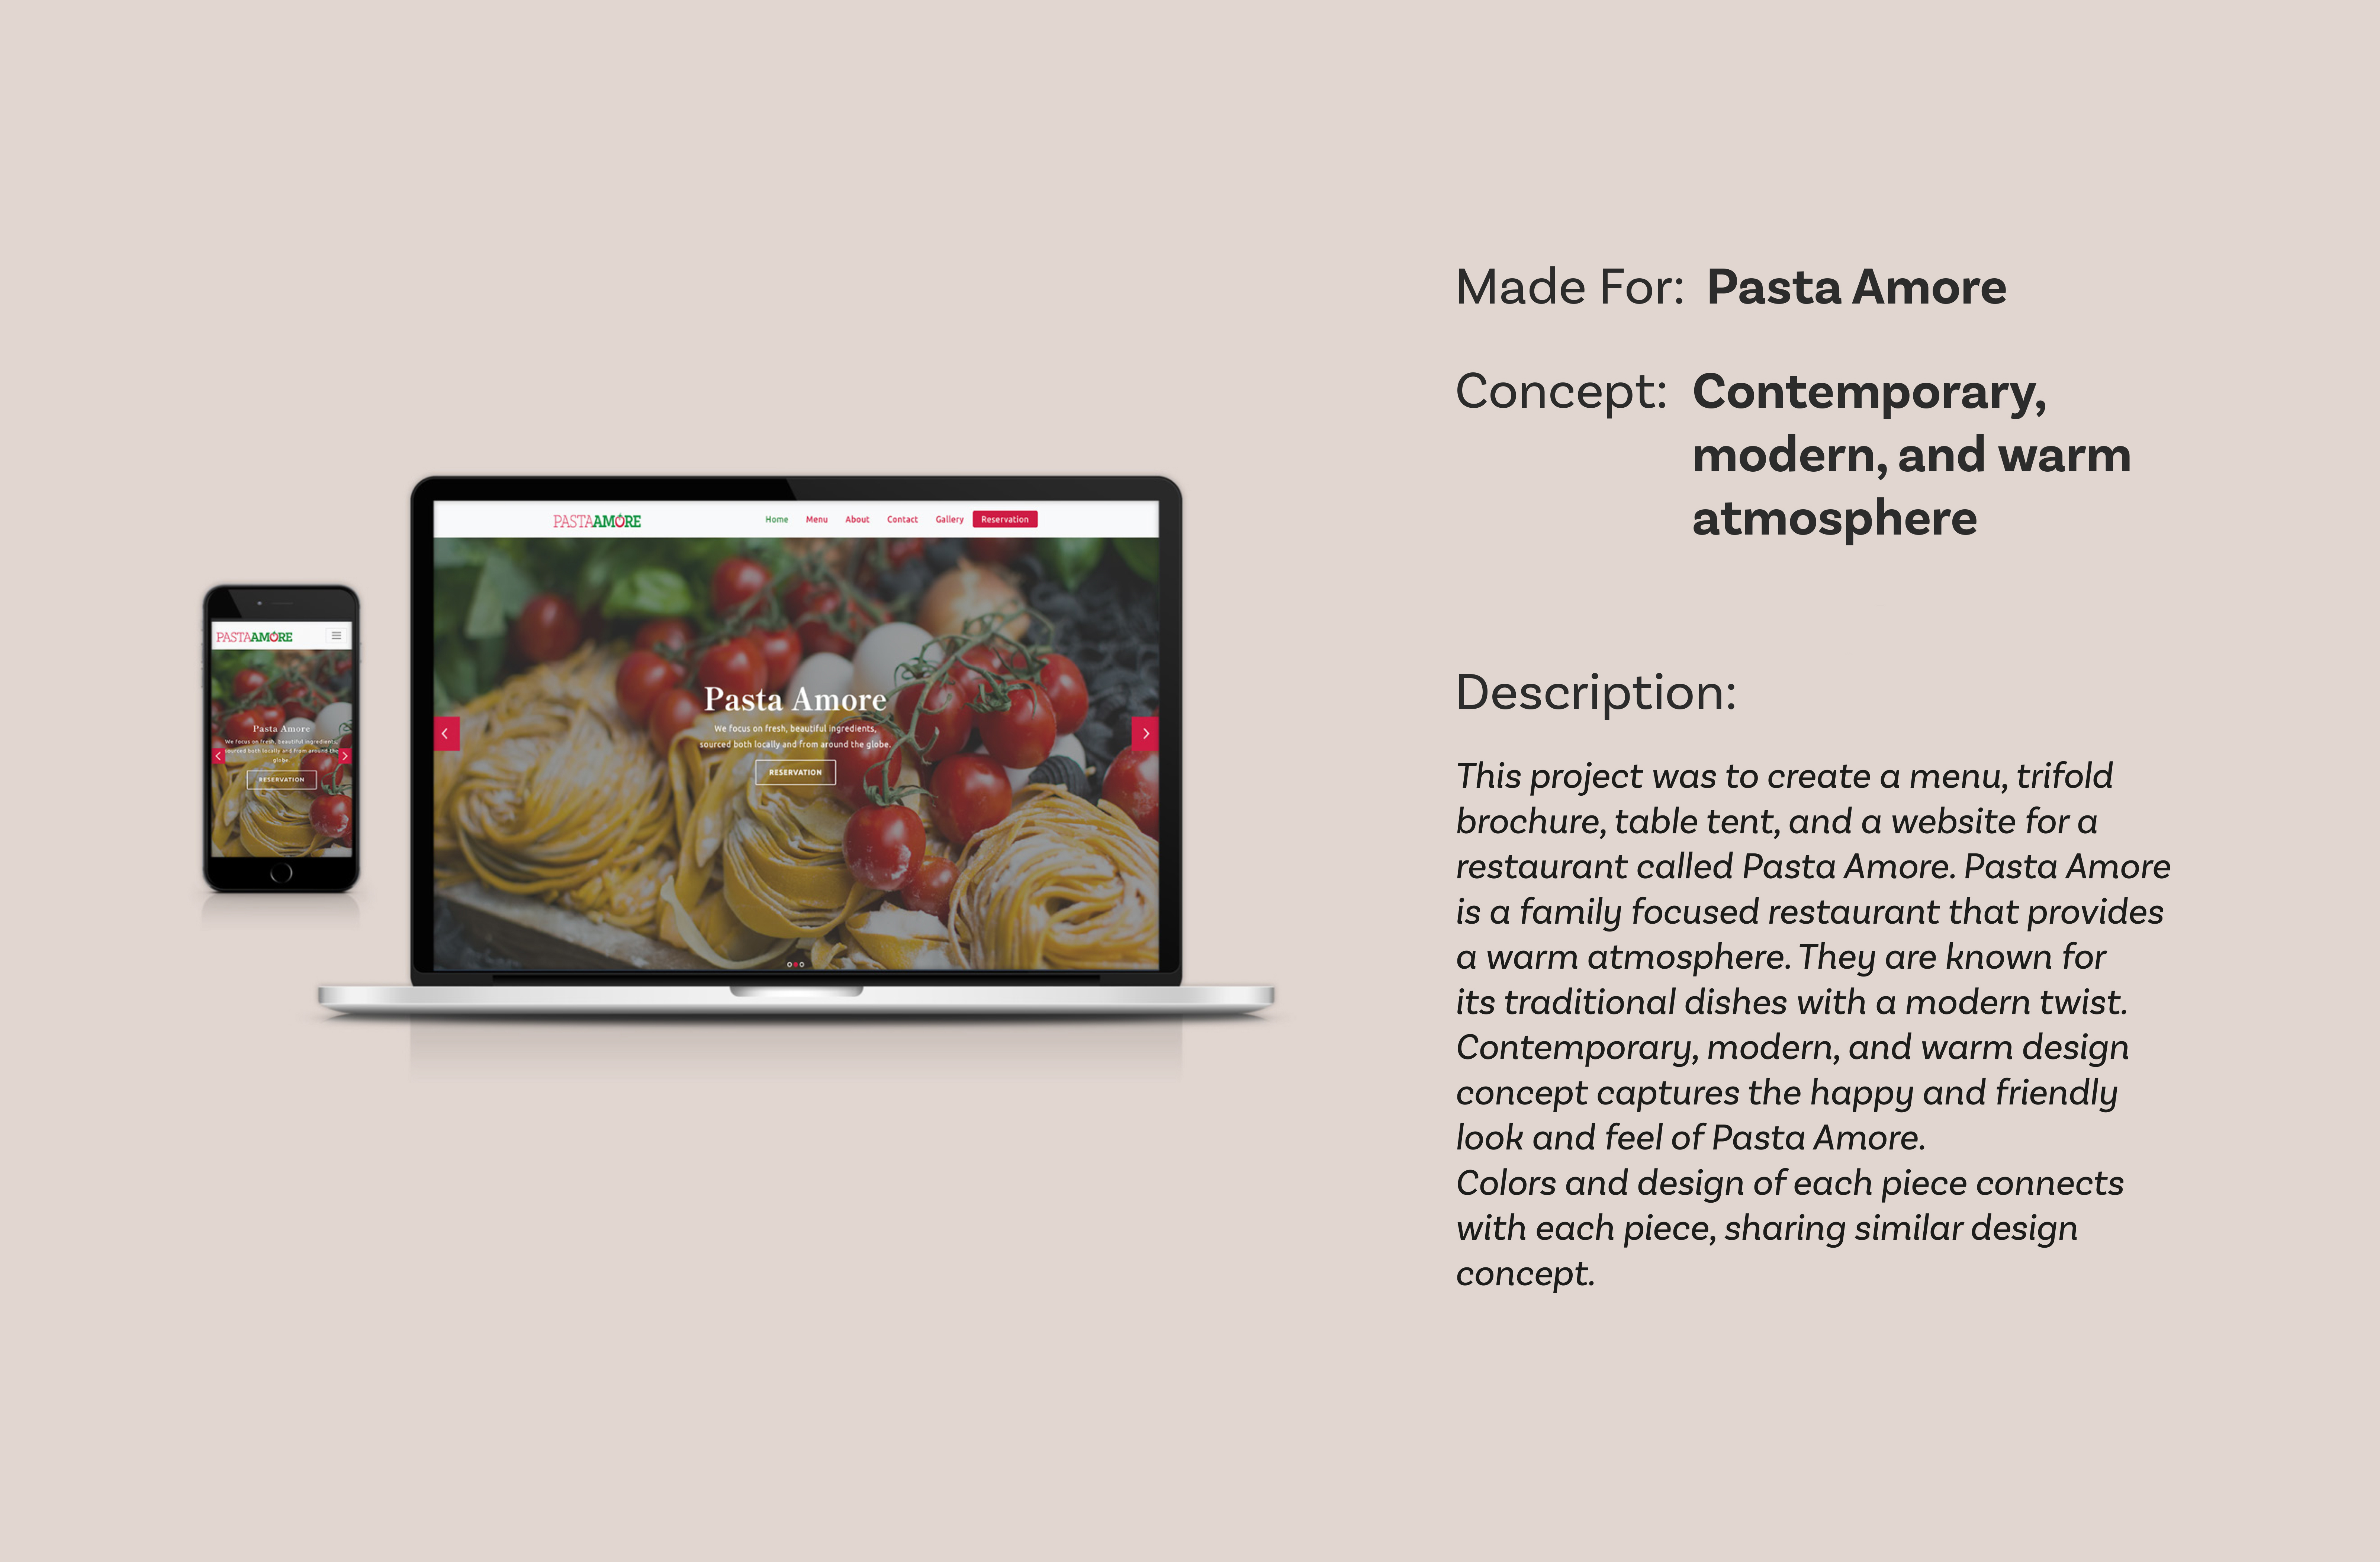 PASTAAMORE
PASTAAMORE
Home Menu About Contact Gallery Reservation
Pasta Amore
We focus on fresh, beautiful ingredients,
sourced both locally and from around the
globe.
RESERVATION
Pasta Amore
We focus on fresh, beautiful ingredients,
sourced both locally and from around the globe.
RESERVATION
Made For: Pasta Amore
Concept: Contemporary,
modern, and warm
atmosphere
Description:
This project was to create a menu, trifold
brochure, table tent, and a website for a
restaurant called Pasta Amore. Pasta Amore
is a family focused restaurant that provides
a warm atmosphere. They are known for
its traditional dishes with a modern twist.
Contemporary, modern, and warm design
concept captures the happy and friendly
look and feel of Pasta Amore.
Colors and design of each piece connects
with each piece, sharing similar design
concept.